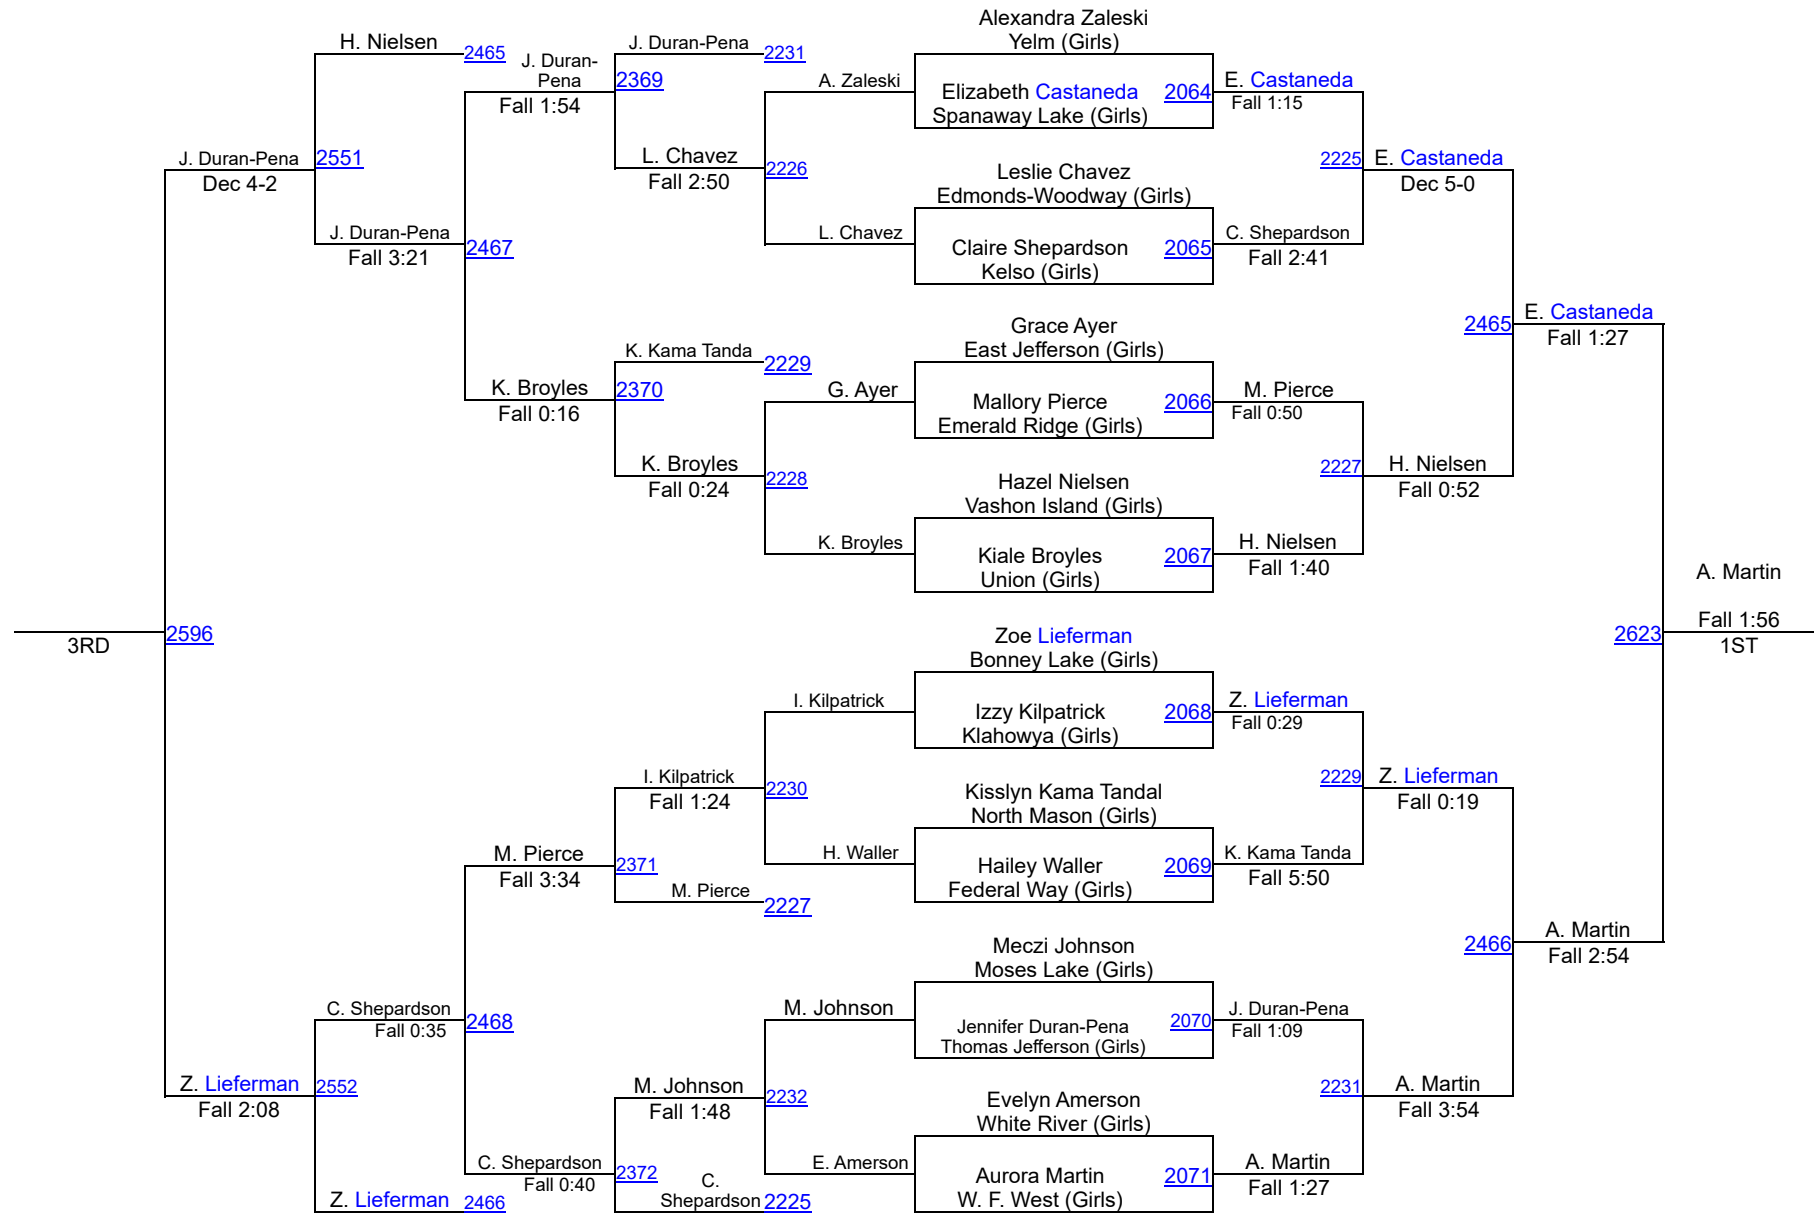 Alexandra Zaleski
Yelm (Girls)
H. Nielsen
2465
J. Duran-
Pena
Fall 1:54
J. Duran-Pena
2231
2369
A. Zaleski
Elizabeth Castaneda
Spanaway Lake (Girls)
2064
E. Castaneda
Fall 1:15
J. Duran-Pena
Dec 4-2
2551
L. Chavez
Fall 2:50
2226
Leslie Chavez
Edmonds-Woodway (Girls)
2225
E. Castaneda
Dec 5-0
J. Duran-Pena
Fall 3:21
2467
L. Chavez
Claire Shepardson
Kelso (Girls)
2065
C. Shepardson
Fall 2:41
Grace Ayer
East Jefferson (Girls)
2465
E. Castaneda
Fall 1:27
K. Kama Tanda
2229
K. Broyles
Fall 0:16
2370
G. Ayer
Mallory Pierce
Emerald Ridge (Girls)
2066
M. Pierce
Fall 0:50
K. Broyles
Fall 0:24
2228
Hazel Nielsen
Vashon Island (Girls)
2227
H. Nielsen
Fall 0:52
K. Broyles
Kiale Broyles
Union (Girls)
2067
H. Nielsen
Fall 1:40
A. Martin
3RD
2596
2623
Fall 1:56
1ST
Zoe Lieferman
Bonney Lake (Girls)
I. Kilpatrick
Izzy Kilpatrick
Klahowya (Girls)
2068
Z. Lieferman
Fall 0:29
I. Kilpatrick
Fall 1:24
2230
Kisslyn Kama Tandal
North Mason (Girls)
2229
Z. Lieferman
Fall 0:19
M. Pierce
Fall 3:34
2371
H. Waller
Hailey Waller
Federal Way (Girls)
2069
K. Kama Tanda
Fall 5:50
M. Pierce
2227
Meczi Johnson
Moses Lake (Girls)
2466
A. Martin
Fall 2:54
C. Shepardson
Fall 0:35
2468
M. Johnson
Jennifer Duran-Pena
Thomas Jefferson (Girls)
2070
J. Duran-Pena
Fall 1:09
Z. Lieferman
Fall 2:08
2552
M. Johnson
Fall 1:48
2232
Evelyn Amerson
White River (Girls)
2231
A. Martin
Fall 3:54
C. Shepardson
Fall 0:40
2372
E. Amerson
Aurora Martin
W. F. West (Girls)
2071
A. Martin
Fall 1:27
Z. Lieferman
2466
C.
Shepardson
2225